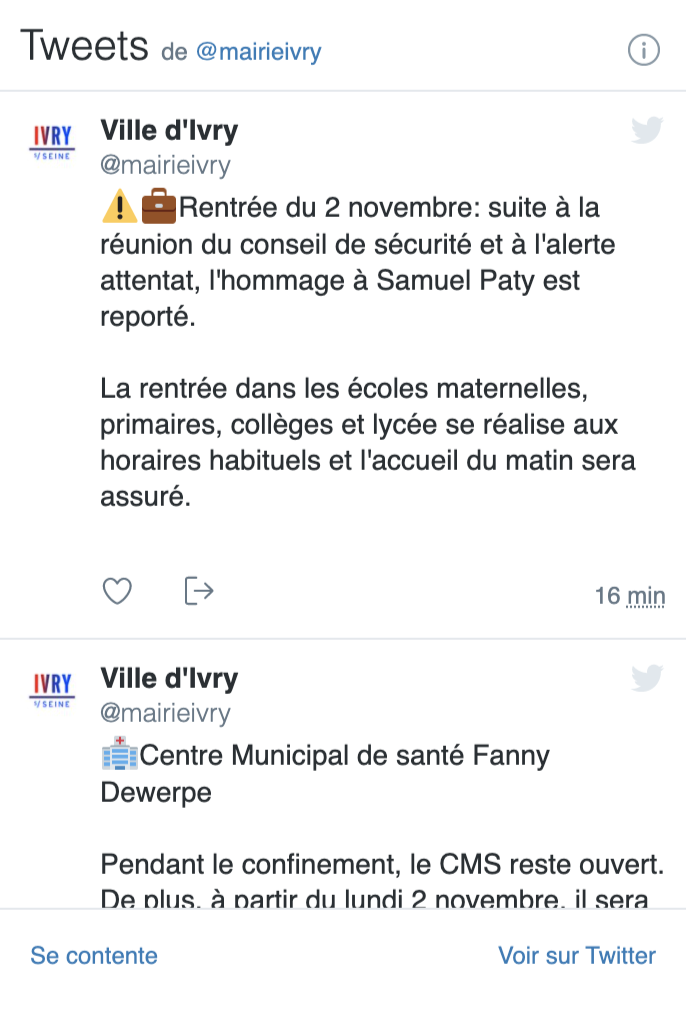 Tweets de @mairieivry
IVRY
s/SEINE
Ville d'Ivry
@mairieivry
⚠️💼Rentrée du 2 novembre: suite à la
réunion du conseil de sécurité et à l'alerte
attentat, l'hommage à Samuel Paty est
reporté.
La rentrée dans les écoles maternelles,
primaires, collèges et lycée se réalise aux
horaires habituels et l'accueil du matin sera
assuré.
16 min
IVRY
s/SEINE
Ville d'Ivry
@mairieivry
🏥Centre Municipal de santé Fanny
Dewerpe
Pendant le confinement, le CMS reste ouvert.
De plus, à partir du lundi 2 novembre, il sera
Se contente
Voir sur Twitter